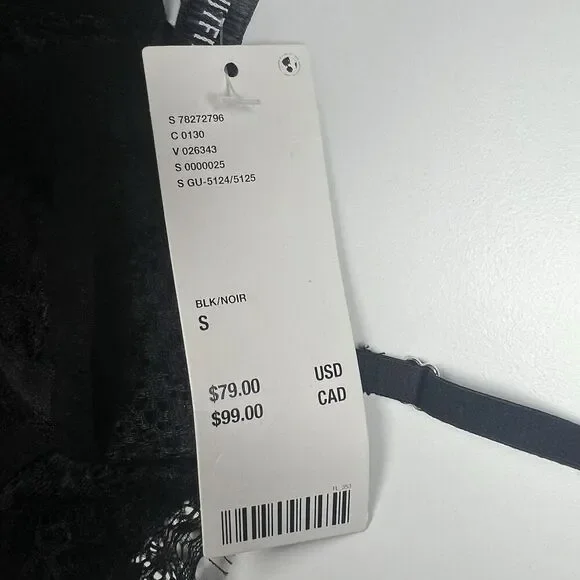 S 78272796
C 0130
V 026343
S 0000025
S GU-5124/5125
BLK/NOIR
S
$79.00 USD
$99.00 CAD